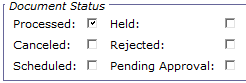 Document Status
Processed: Held:
Canceled: Rejected:
Scheduled: Pending Approval: